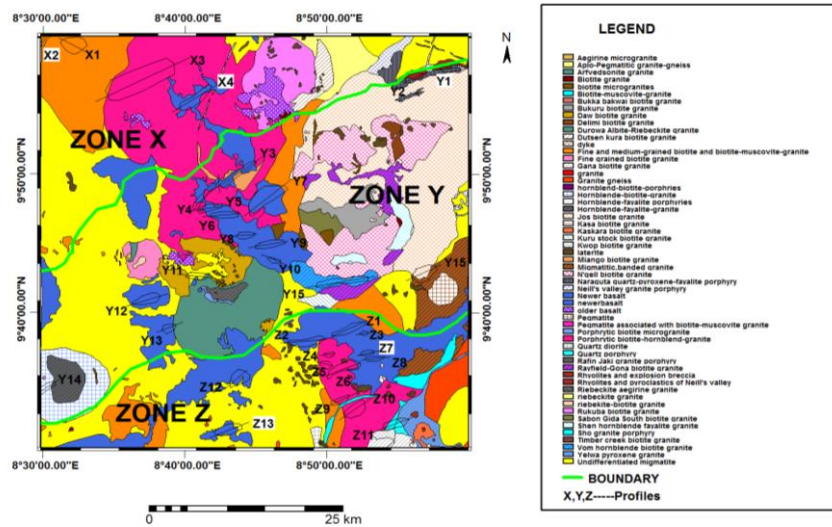 8°30'00.00"E 8°40'00.00"E 8°50'00.00"E
N
X2 X1 X3
X4
Y2 Y1
ZONE X
Y3
9°50'00.00"N 9°50'00.00"N
Y7 ZONE Y
Y4 Y5
Y6
Y8 Y9
Y11 Y10 Y15
Y12 Y15
9°40'00.00"N 9°40'00.00"N
Y13 Z1
Z2 Z3
Z4 Z7
Z5 Z8
Y14 Z12 Z6
Z9 Z10
ZONE Z
Z13 Z11
8°30'00.00"E 8°40'00.00"E 8°50'00.00"E
0 25 km
LEGEND
Aegirine microgranite
Aplo-Pegmatitic granite-gneiss
Arfvedsonite granite
Biotite granite
biotite microgranites
Biotite-muscovite-granite
Bukka bakwai biotite granite
Bukuru biotite granite
Daw biotite granite
Delimi biotite granite
Durowa Albite-Riebeckite granite
Dutsen kura biotite granite
dyke
Fine and medium-grained biotite and biotite-muscovite-granite
Fine grained biotite granite
Gana biotite granite
granite
Granite gneiss
hornblend-biotite-porphries
Hornblende-biotite-granite
Hornblende-fayalite porphyries
Hornblende-fayalite-granite
Jos biotite granite
Kasa biotite granite
Kaskara biotite granite
Kuru stock biotite granite
Kwop biotite granite
laterite
Miango biotite granite
Migmatitic,banded granite
N'gell biotite granite
Naraguta quartz-pyroxene-fayalite porphyry
Neill's valley granite porphyry
Newer basalt
newerbasalt
older basalt
Pegmatite
Pegmatite associated with biotite-muscovite granite
Porphyritic biotite microgranite
Porphyritic biotite-hornblend-granite
Quartz diorite
Quartz porphyry
Rafin Jaki granite porphyry
Rayfield-Gona biotite granite
Rhyolites and explosion breccia
Rhyolites and pyroclastics of Neill's valley
Riebeckite aegirine granite
riebeckite granite
riebekite-biotite granite
Rukuba biotite granite
Sabon Gida South biotite granite
Shen hornblende fayalite granite
Sho granite porphyry
Timber creek biotite granite
Vom hornblende biotite granite
Yelwa pyroxene granite
Undifferentiated migmatite
BOUNDARY
X,Y,Z-----Profiles